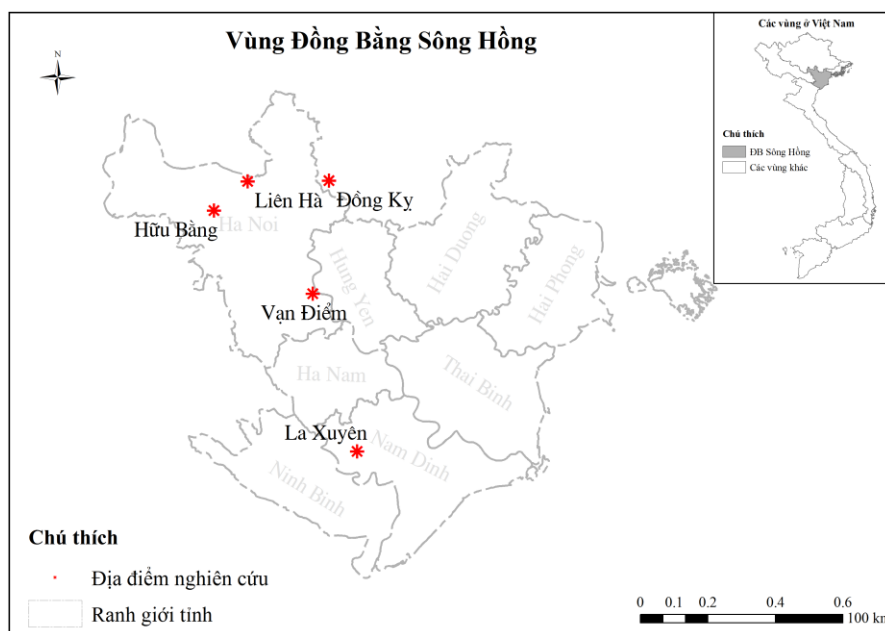 Vùng Đồng Bằng Sông Hồng
N
Các vùng ở Việt Nam
Chú thích
ĐB Sông Hồng
Các vùng khác
Liên Hà
Đồng Kỵ
Hữu Bằng
Ha Noi
Hung Yen
Hai Duong
Hai Phong
Vạn Điểm
Ha Nam
Thai Binh
La Xuyên
Nam Dinh
Ninh Binh
Chú thích
Địa điểm nghiên cứu
Ranh giới tỉnh
0 0.1 0.2 0.4 0.6
100 km